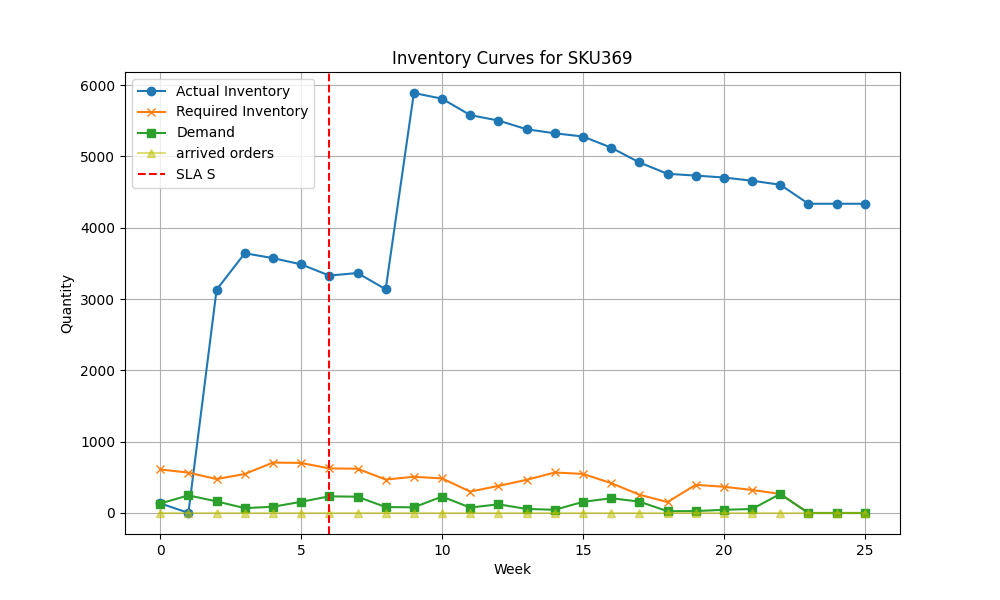 Inventory Curves for SKU369
Actual Inventory
Required Inventory
Demand
arrived orders
SLA S
6000
5000
4000
3000
2000
1000
0
Quantity
0 5 10 15 20 25
Week